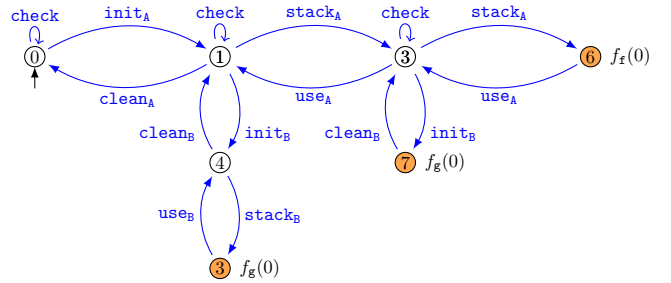 check check check
init_A stack_A stack_A
0 1 3 6 f_f(0)
clean_A use_A use_A
clean_B init_B clean_B init_B
4 7 f_g(0)
use_B stack_B
3 f_g(0)